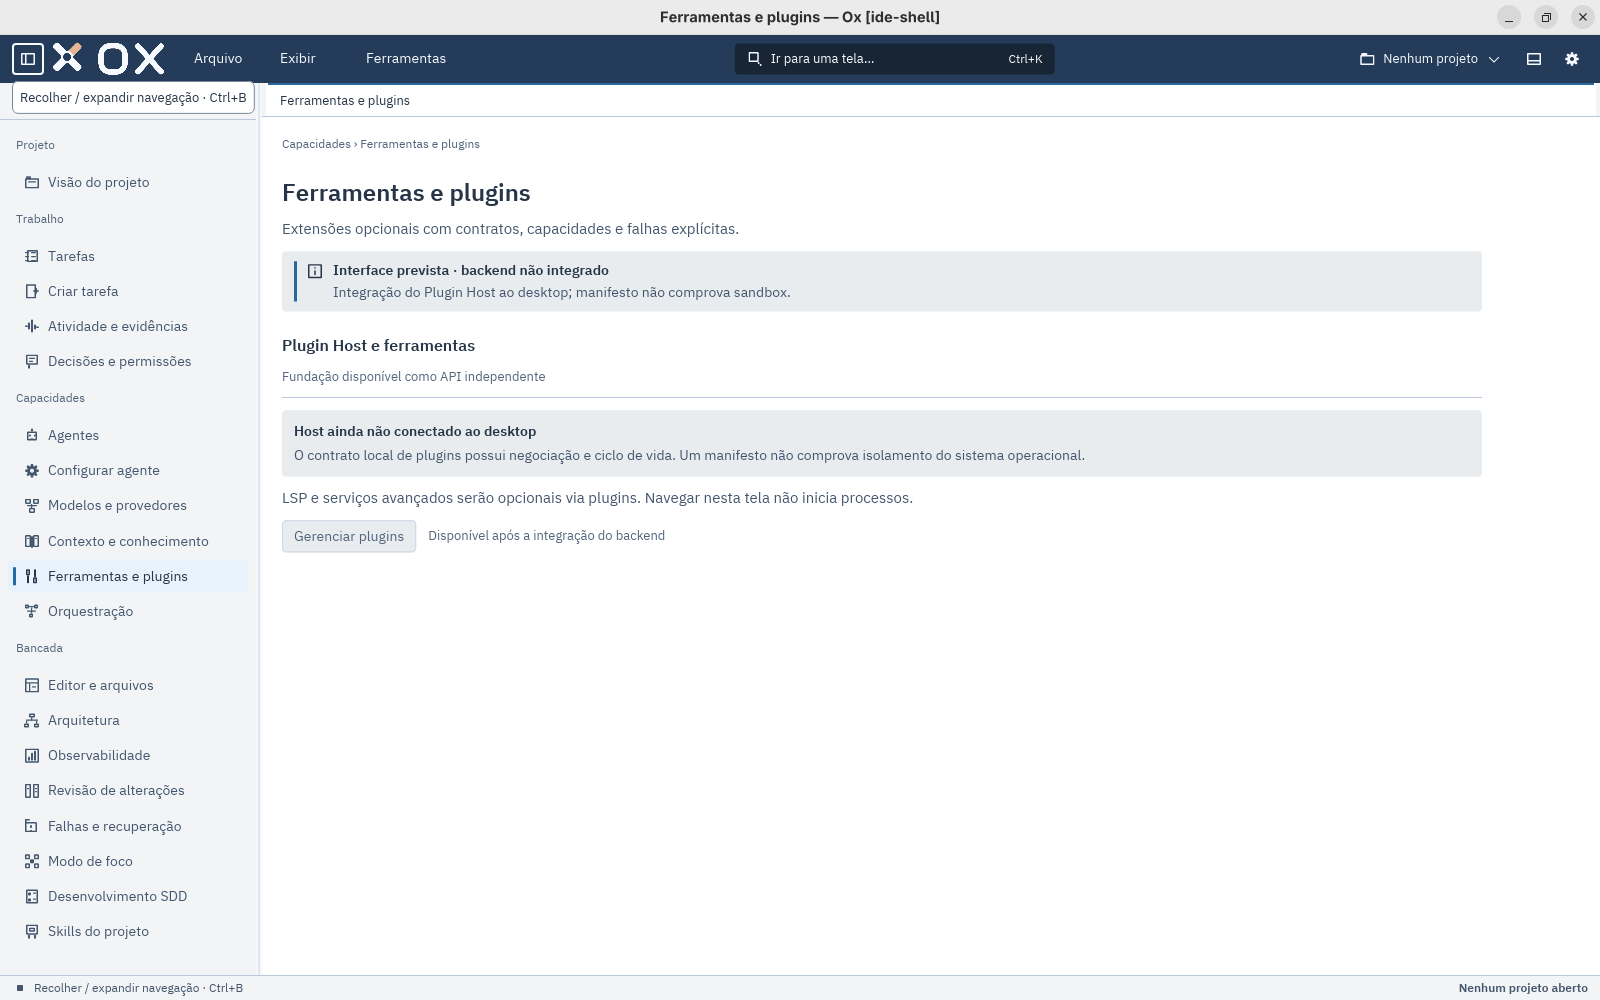 Ferramentas e plugins — Ox [ide-shell]
OX
Arquivo
Exibir
Ferramentas
Ir para uma tela...
Ctrl+K
Nenhum projeto
Recolher / expandir navegação · Ctrl+B
Ferramentas e plugins
Projeto
Visão do projeto
Trabalho
Tarefas
Criar tarefa
Atividade e evidências
Decisões e permissões
Capacidades
Agentes
Configurar agente
Modelos e provedores
Contexto e conhecimento
Ferramentas e plugins
Orquestração
Bancada
Editor e arquivos
Arquitetura
Observabilidade
Revisão de alterações
Falhas e recuperação
Modo de foco
Desenvolvimento SDD
Skills do projeto
Capacidades › Ferramentas e plugins
Ferramentas e plugins
Extensões opcionais com contratos, capacidades e falhas explícitas.
Interface prevista · backend não integrado
Integração do Plugin Host ao desktop; manifesto não comprova sandbox.
Plugin Host e ferramentas
Fundação disponível como API independente
Host ainda não conectado ao desktop
O contrato local de plugins possui negociação e ciclo de vida. Um manifesto não comprova isolamento do sistema operacional.
LSP e serviços avançados serão opcionais via plugins. Navegar nesta tela não inicia processos.
Gerenciar plugins
Disponível após a integração do backend
Recolher / expandir navegação · Ctrl+B
Nenhum projeto aberto